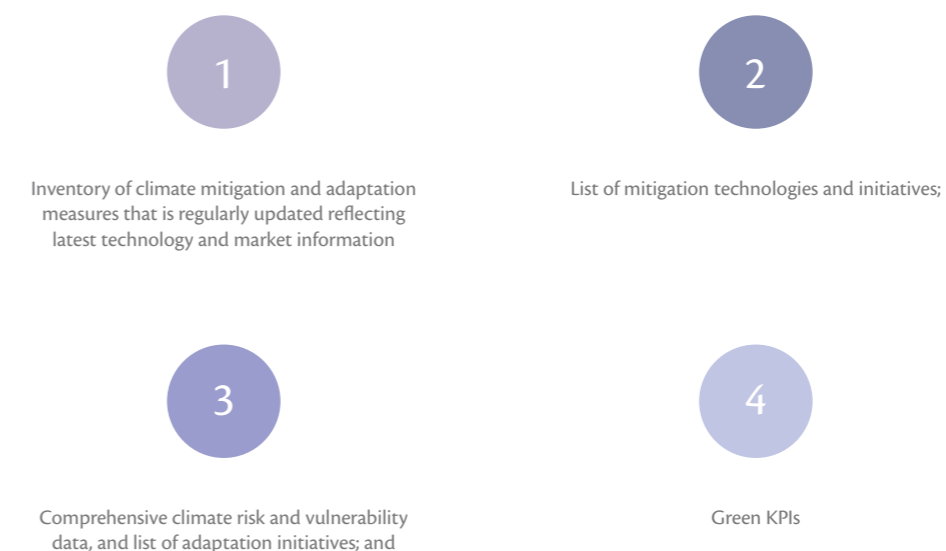 1
Inventory of climate mitigation and adaptation
measures that is regularly updated reflecting
latest technology and market information
2
List of mitigation technologies and initiatives;
3
Comprehensive climate risk and vulnerability
data, and list of adaptation initiatives; and
4
Green KPIs